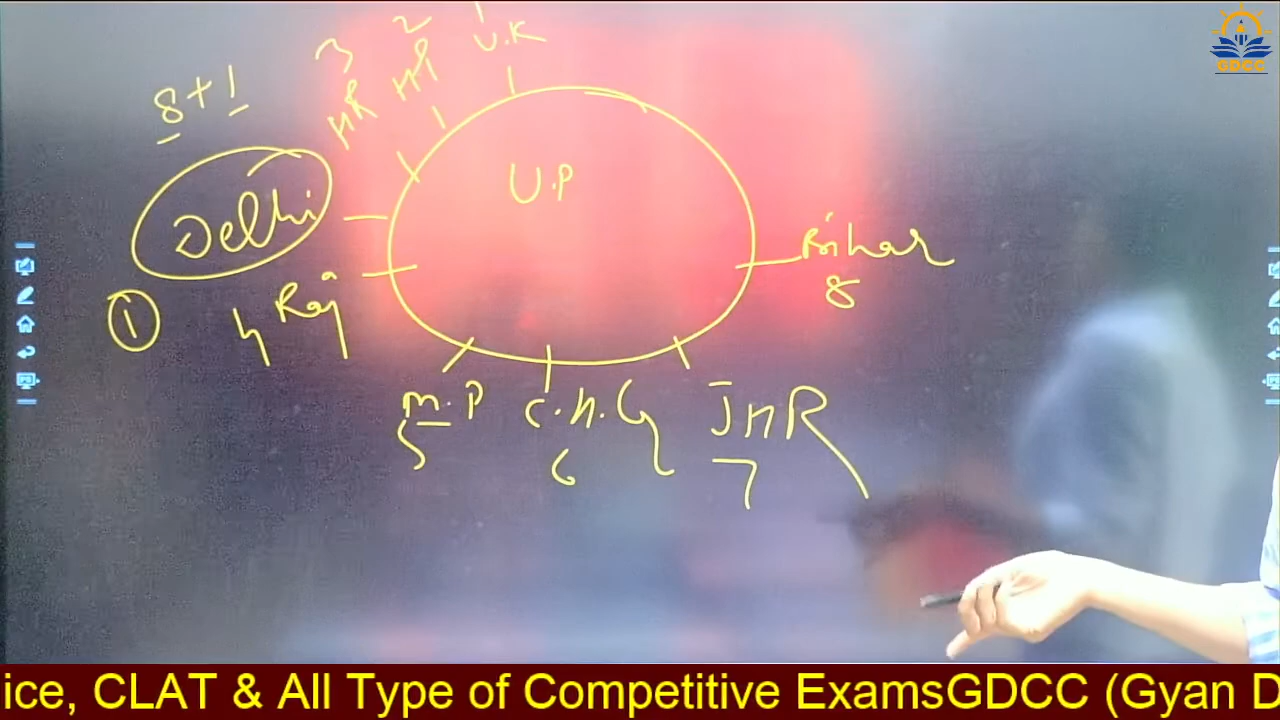 1
U.K
2
HP
3
HR
8+1
Delhi
U.P
Bihar
8
1
4 Raj
M.P
C.H.G
JHR
5
6
7
GDCC
ice, CLAT & All Type of Competitive ExamsGDCC (Gyan D